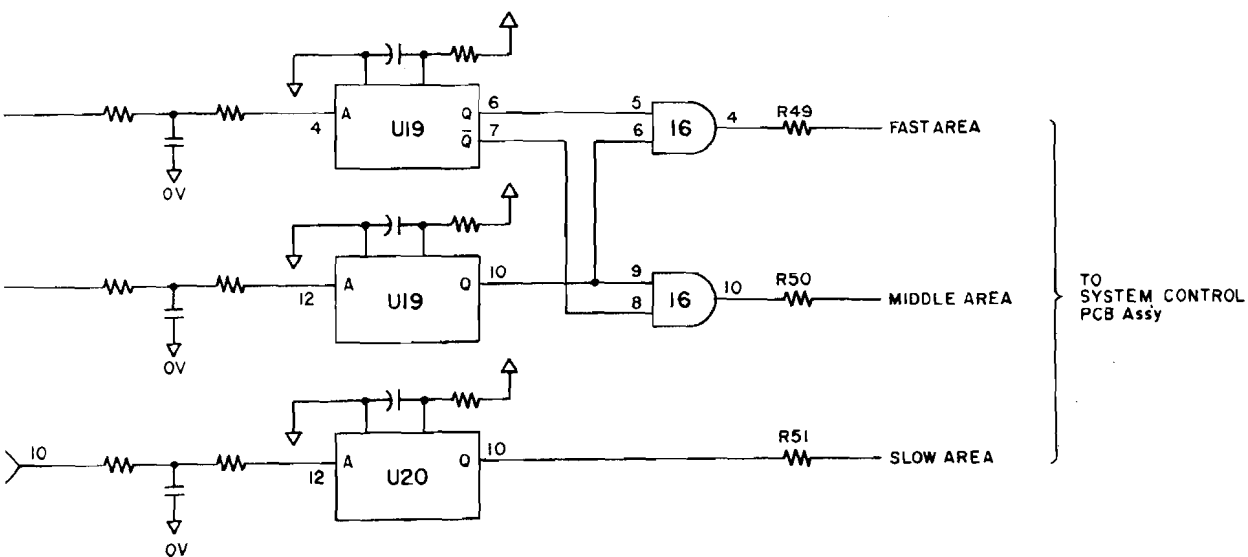 6
5
A
Q
4
16
R49
4
U19
7
6
FAST AREA
Q̅
0V
10
9
A
Q
R50
12
U19
10
16
8
MIDDLE AREA
TO
SYSTEM CONTROL
PCB Ass'y
0V
10
10
A
Q
R51
12
U20
SLOW AREA
0V